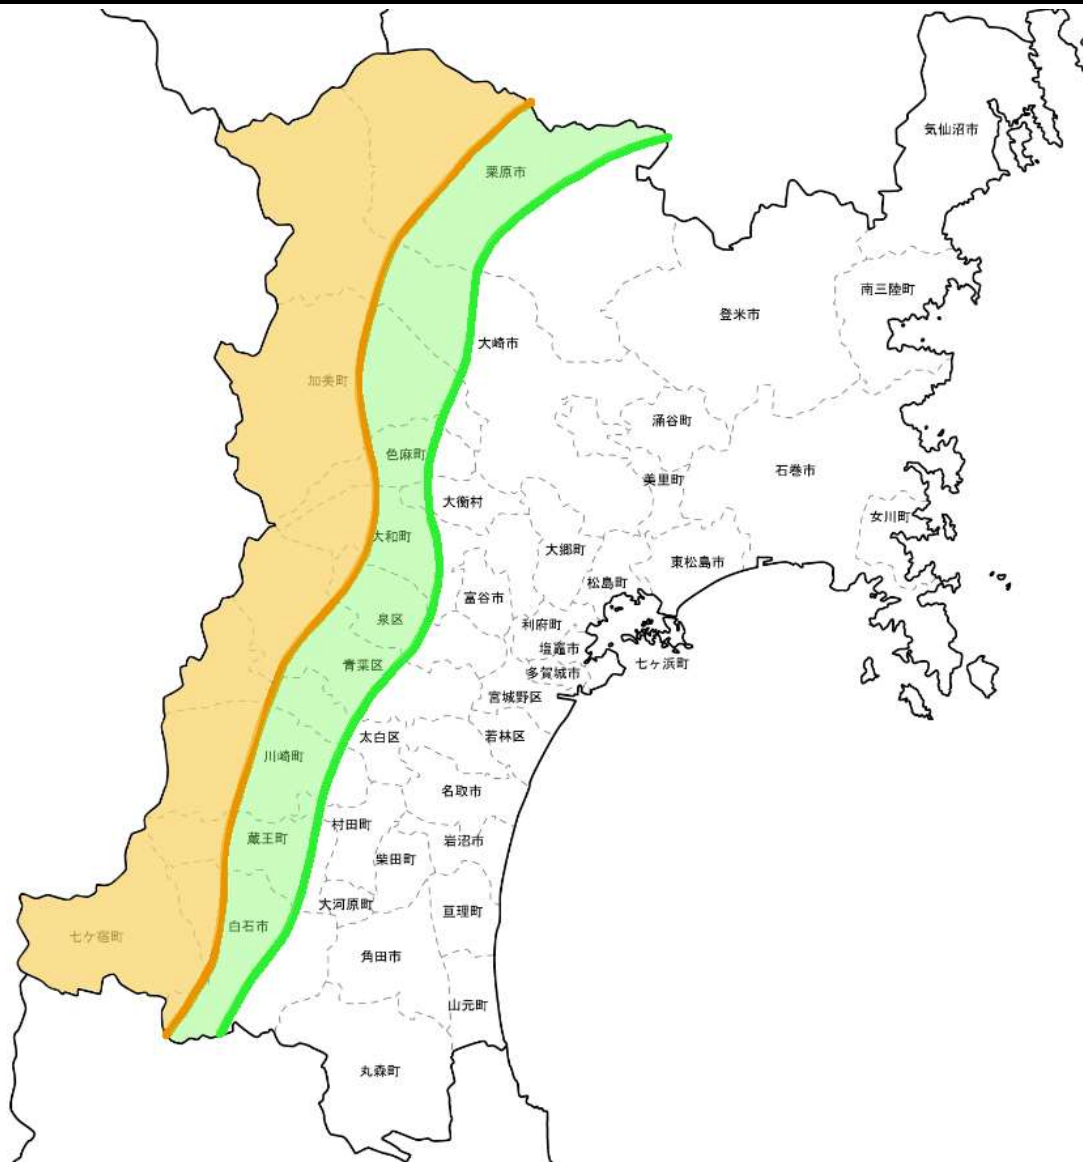 気仙沼市
栗原市
南三陸町
登米市
大崎市
加美町
涌谷町
色麻町
石巻市
美里町
大衡村
女川町
大和町
大郷町
東松島市
松島町
富谷市
泉区
利府町
塩竈市
青葉区
七ヶ浜町
多賀城市
宮城野区
太白区
若林区
川崎町
名取市
村田町
蔵王町
岩沼市
柴田町
大河原町
亘理町
白石市
七ケ宿町
角田市
山元町
丸森町